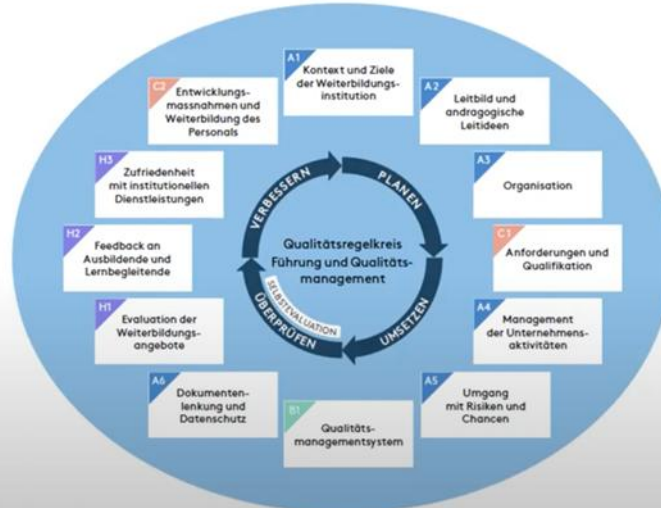 A1
Kontext und Ziele
der Weiterbildungs-
institution
A2
Leitbild und
andragogische
Leitideen
A3
Organisation
C1
Anforderungen und
Qualifikation
A4
Management
der Unternehmens-
aktivitäten
A5
Umgang
mit Risiken und
Chancen
B1
Qualitäts-
managementsystem
A6
Dokumenten-
lenkung und
Datenschutz
H1
Evaluation der
Weiterbildungs-
angebote
H2
Feedback an
Ausbildende und
Lernbegleitende
H3
Zufriedenheit
mit institutionellen
Dienstleistungen
C2
Entwicklungs-
massnahmen und
Weiterbildung des
Personals
PLANEN
UMSETZEN
ÜBERPRÜFEN
SELBSTEVALUATION
VERBESSERN
Qualitätsregelkreis
Führung und Qualitäts-
management